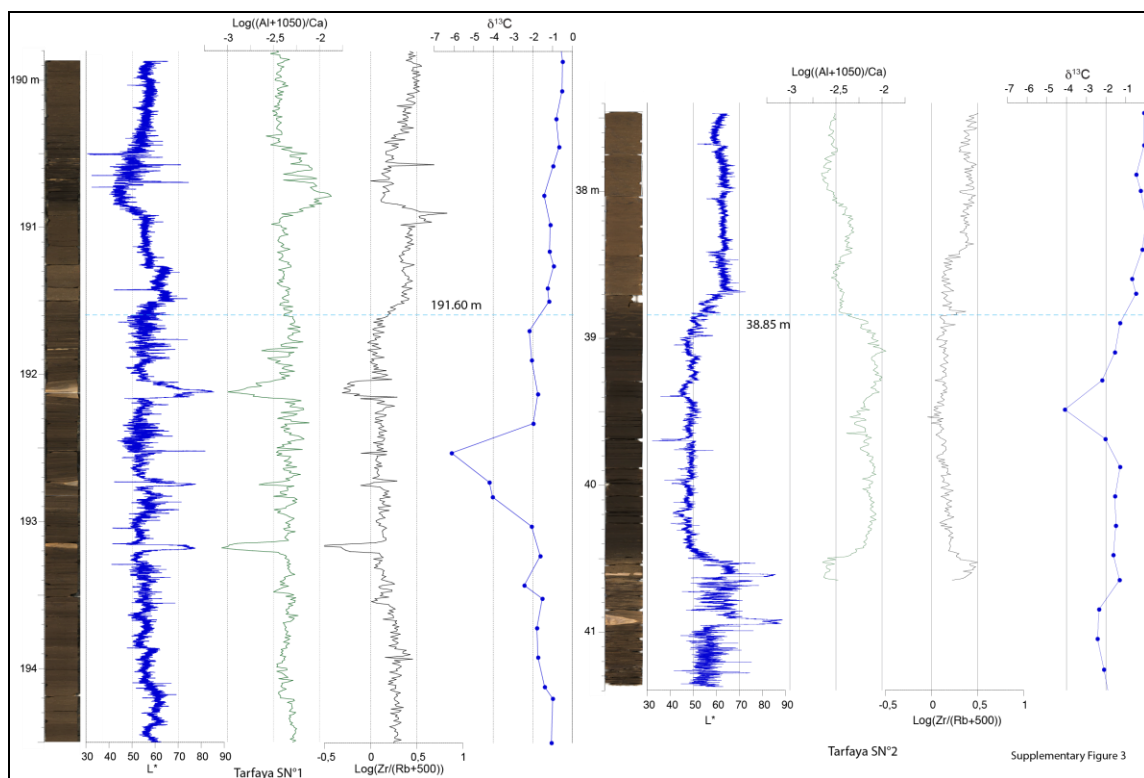 Log((Al+1050)/Ca)
-3 -2,5 -2
δ¹³C
-7 -6 -5 -4 -3 -2 -1 0
190 m
191
192
193
194
191.60 m
30 40 50 60 70 80 90
L*
Tarfaya SN°1
-0,5 0 0,5 1
Log(Zr/(Rb+500))
Log((Al+1050)/Ca)
-3 -2,5 -2
δ¹³C
-7 -6 -5 -4 -3 -2 -1
38 m
39
40
41
38.85 m
30 40 50 60 70 80 90
L*
-0,5 0 0,5 1
Log(Zr/(Rb+500))
Tarfaya SN°2
Supplementary Figure 3